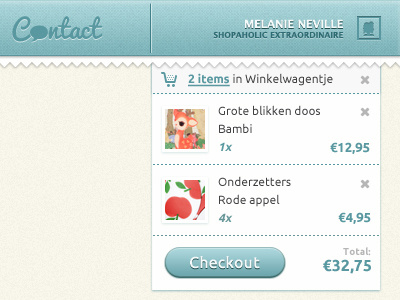 Contact
MELANIE NEVILLE
SHOPAHOLIC EXTRAORDINAIRE
2 items in Winkelwagentje
Grote blikken doos
Bambi
1x
€12,95
Onderzetters
Rode appel
4x
€4,95
Checkout
Total:
€32,75